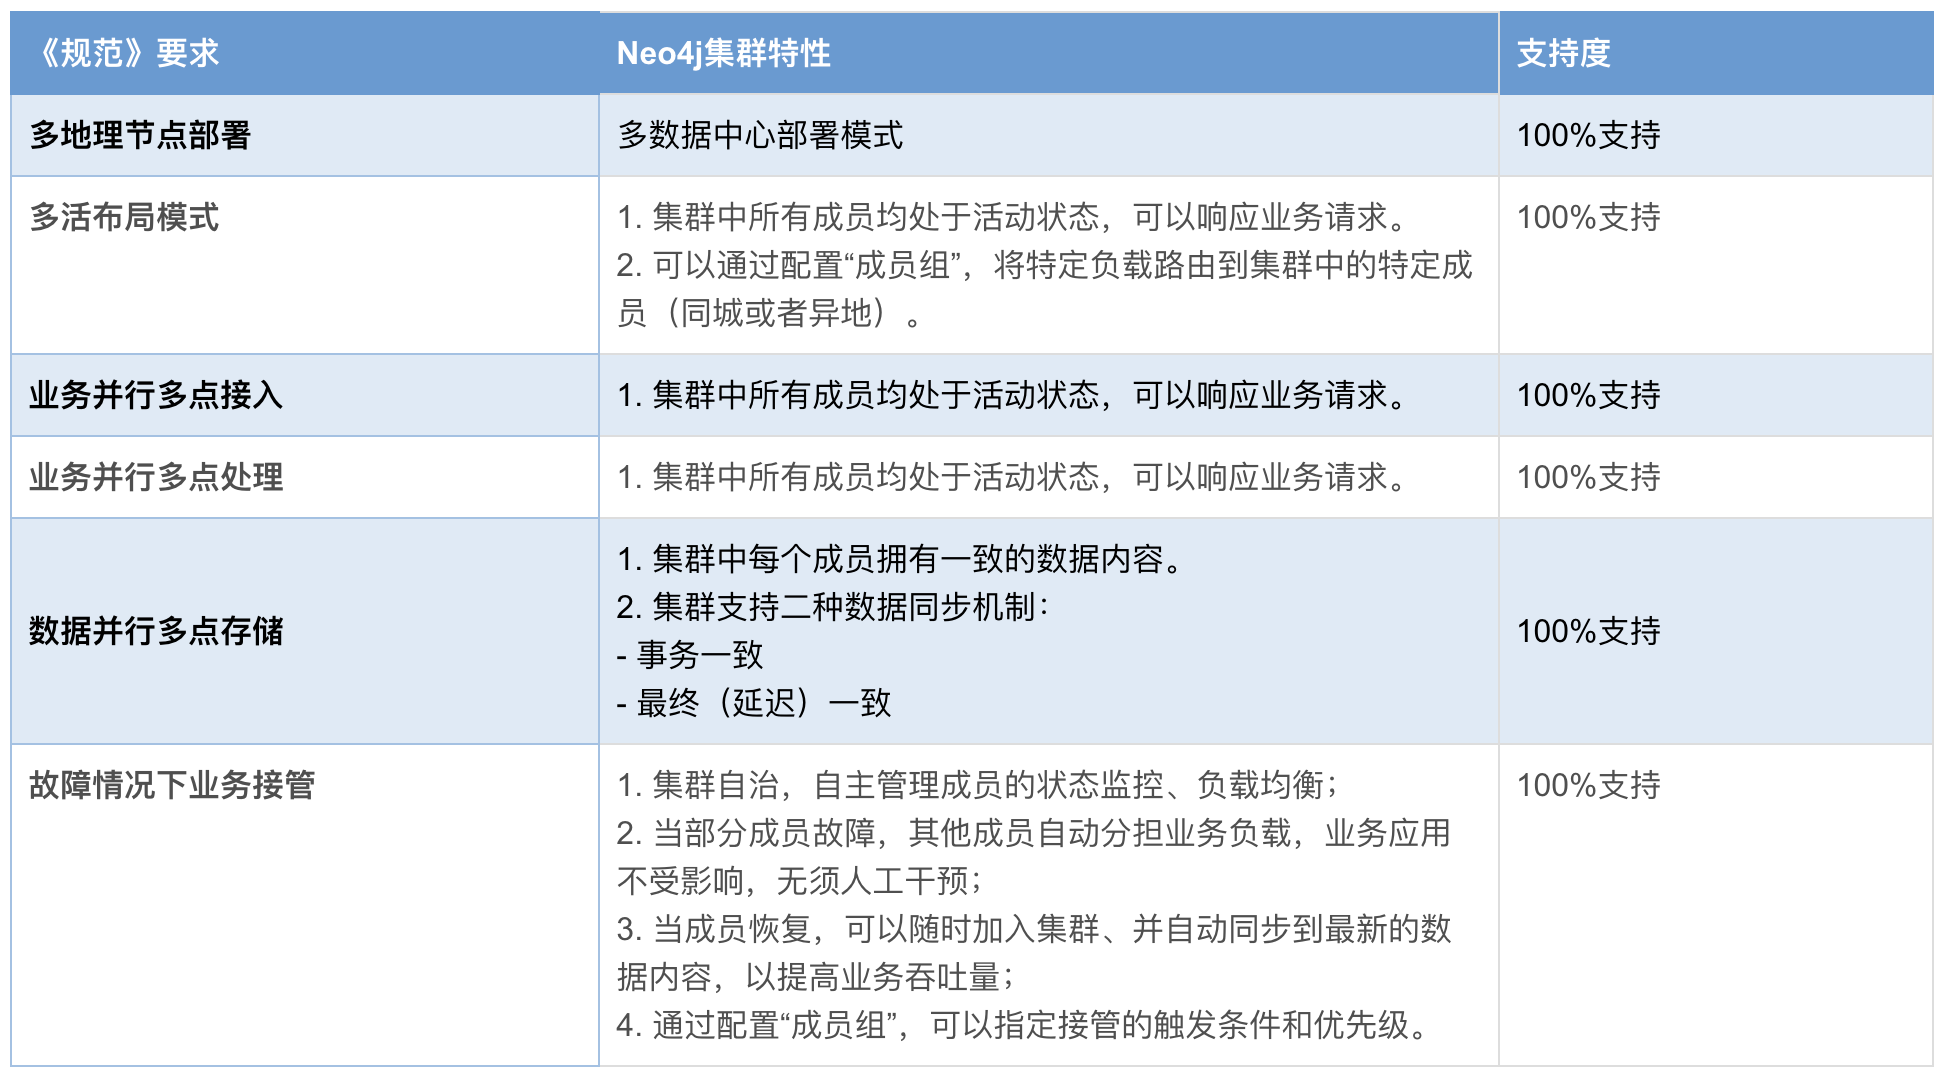 《规范》要求
Neo4j集群特性
支持度
多地理节点部署
多数据中心部署模式
100%支持
多活布局模式
1. 集群中所有成员均处于活动状态，可以响应业务请求。
2. 可以通过配置“成员组”，将特定负载路由到集群中的特定成
员（同城或者异地）。
100%支持
业务并行多点接入
1. 集群中所有成员均处于活动状态，可以响应业务请求。
100%支持
业务并行多点处理
1. 集群中所有成员均处于活动状态，可以响应业务请求。
100%支持
数据并行多点存储
1. 集群中每个成员拥有一致的数据内容。
2. 集群支持二种数据同步机制：
- 事务一致
- 最终（延迟）一致
100%支持
故障情况下业务接管
1. 集群自治，自主管理成员的状态监控、负载均衡；
2. 当部分成员故障，其他成员自动分担业务负载，业务应用
不受影响，无须人工干预；
3. 当成员恢复，可以随时加入集群、并自动同步到最新的数
据内容，以提高业务吞吐量；
4. 通过配置“成员组”，可以指定接管的触发条件和优先级。
100%支持